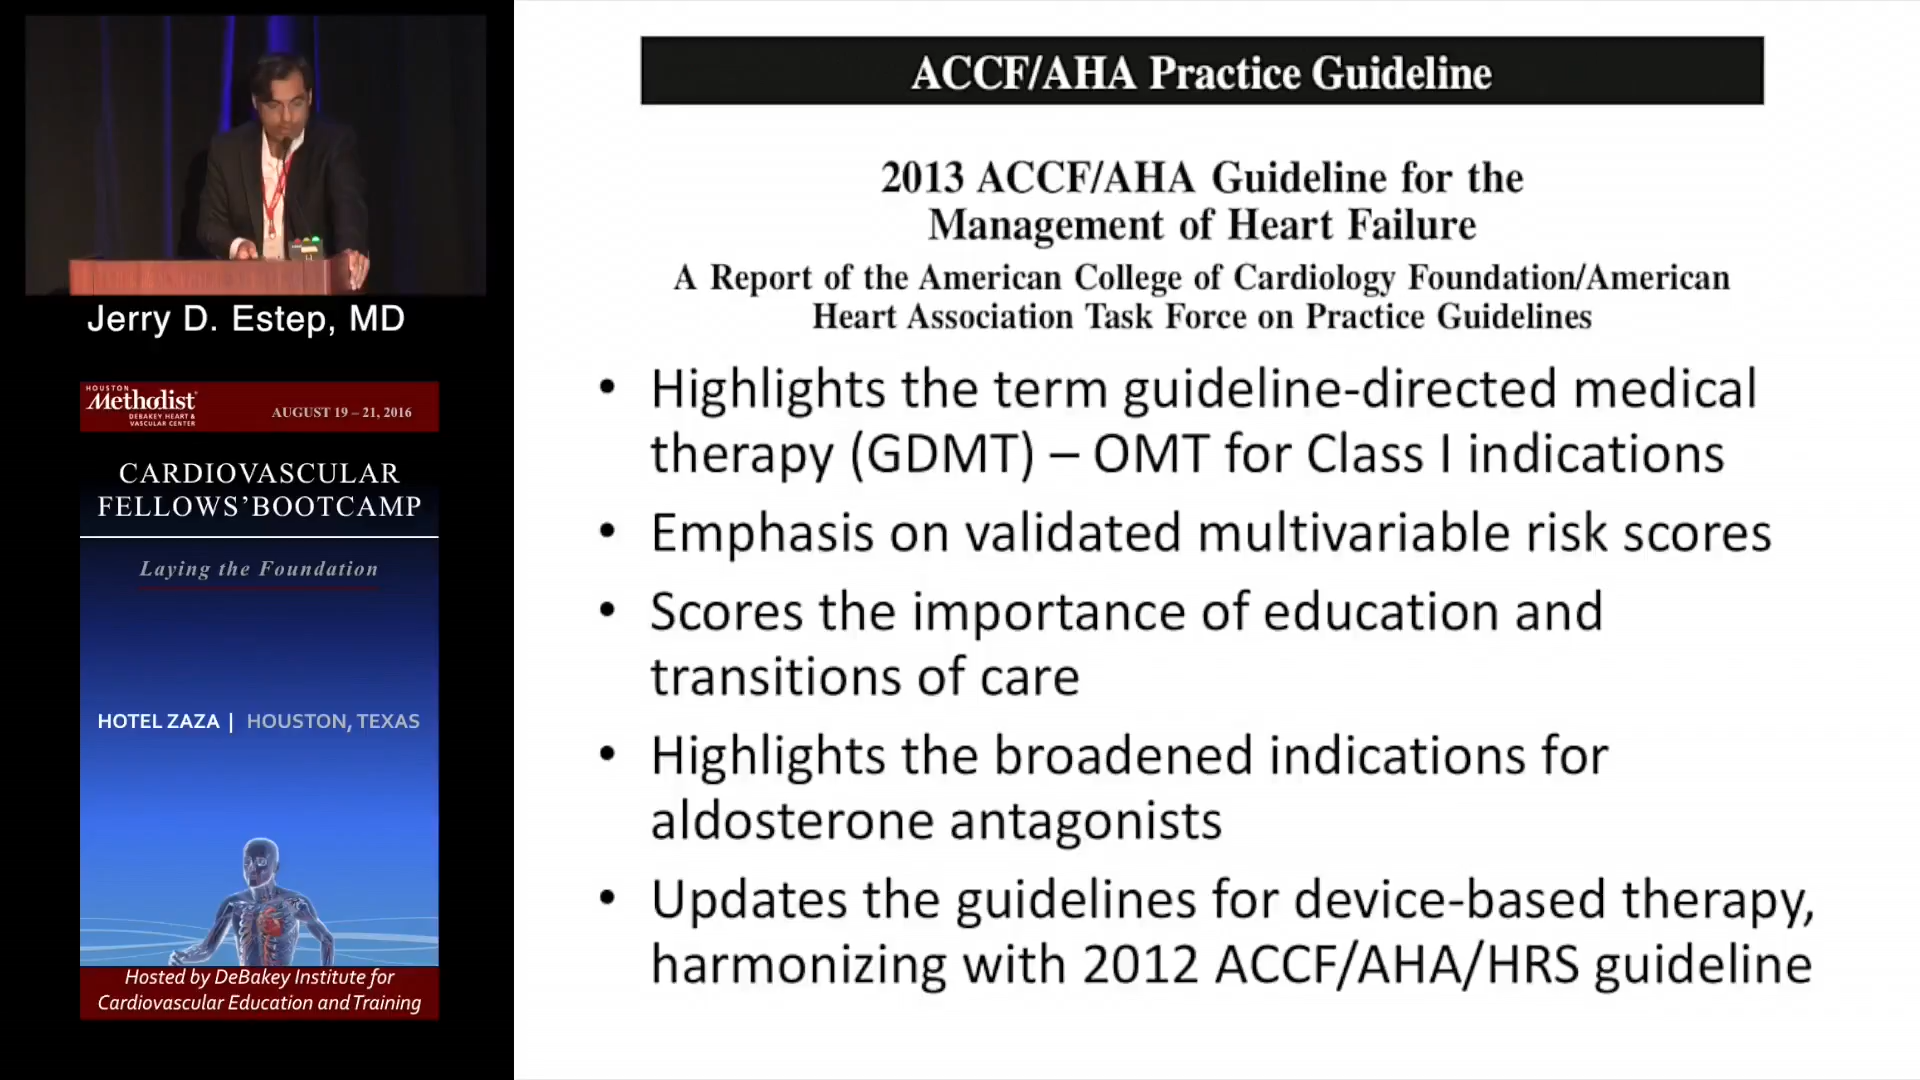 Jerry D. Estep, MD
HOUSTON
Methodist
DEBAKEY HEART &
VASCULAR CENTER
AUGUST 19 – 21, 2016
CARDIOVASCULAR
FELLOWS'BOOTCAMP
Laying the Foundation
HOTEL ZAZA | HOUSTON, TEXAS
Hosted by DeBakey Institute for
Cardiovascular Education and Training
ACCF/AHA Practice Guideline
2013 ACCF/AHA Guideline for the
Management of Heart Failure
A Report of the American College of Cardiology Foundation/American
Heart Association Task Force on Practice Guidelines
• Highlights the term guideline-directed medical
therapy (GDMT) – OMT for Class I indications
• Emphasis on validated multivariable risk scores
• Scores the importance of education and
transitions of care
• Highlights the broadened indications for
aldosterone antagonists
• Updates the guidelines for device-based therapy,
harmonizing with 2012 ACCF/AHA/HRS guideline